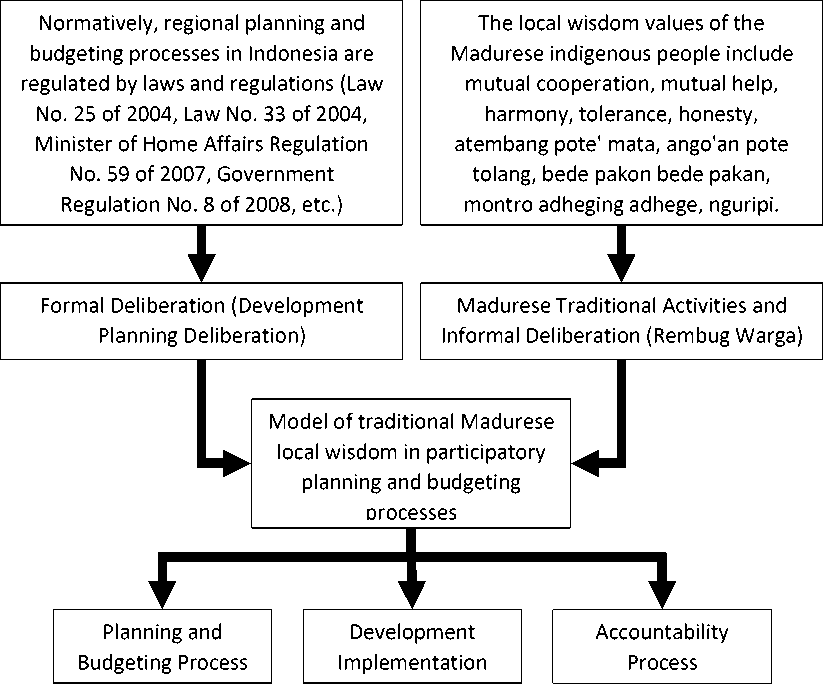 Normatively, regional planning and
budgeting processes in Indonesia are
regulated by laws and regulations (Law
No. 25 of 2004, Law No. 33 of 2004,
Minister of Home Affairs Regulation
No. 59 of 2007, Government
Regulation No. 8 of 2008, etc.)
The local wisdom values of the
Madurese indigenous people include
mutual cooperation, mutual help,
harmony, tolerance, honesty,
atembang pote' mata, ango'an pote
tolang, bede pakon bede pakan,
montro adheging adhege, nguripi.
Formal Deliberation (Development
Planning Deliberation)
Madurese Traditional Activities and
Informal Deliberation (Rembug Warga)
Model of traditional Madurese
local wisdom in participatory
planning and budgeting
processes
Planning and
Budgeting Process
Development
Implementation
Accountability
Process